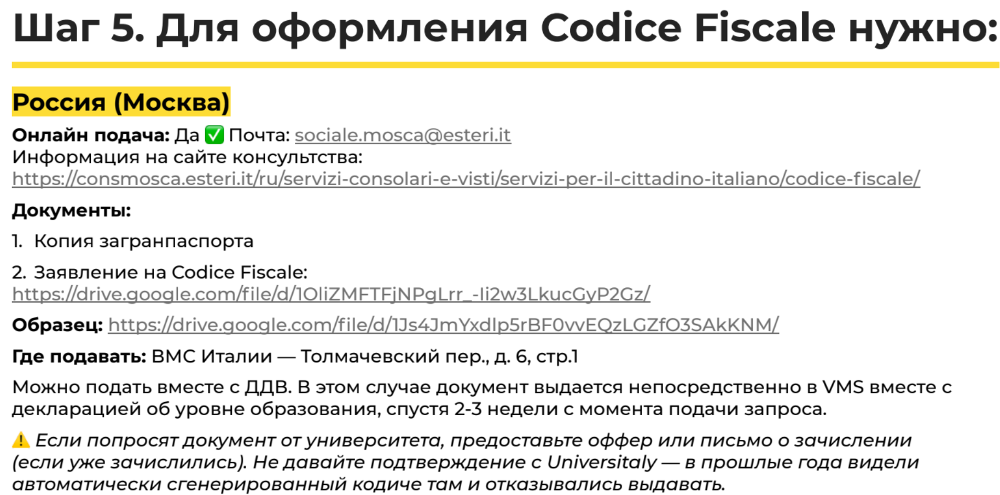 Шаг 5. Для оформления Codice Fiscale нужно:
Россия (Москва)
Онлайн подача: Да ✅ Почта: sociale.mosca@esteri.it
Информация на сайте консультства:
https://consmosca.esteri.it/ru/servizi-consolari-e-visti/servizi-per-il-cittadino-italiano/codice-fiscale/
Документы:
1. Копия загранпаспорта
2. Заявление на Codice Fiscale:
https://drive.google.com/file/d/1OliZMFTFjNPgLrr_-Ii2w3LkucGyP2Gz/
Образец: https://drive.google.com/file/d/1Js4JmYxdlp5rBF0vvEQzLGZfO3SAkKNM/
Где подавать: ВМС Италии — Толмачевский пер., д. 6, стр.1
Можно подать вместе с ДДВ. В этом случае документ выдается непосредственно в VMS вместе с
декларацией об уровне образования, спустя 2-3 недели с момента подачи запроса.
⚠️ Если попросят документ от университета, предоставьте оффер или письмо о зачислении
(если уже зачислились). Не давайте подтверждение с Universitaly — в прошлые года видели
автоматически сгенерированный кодиче там и отказывались выдавать.